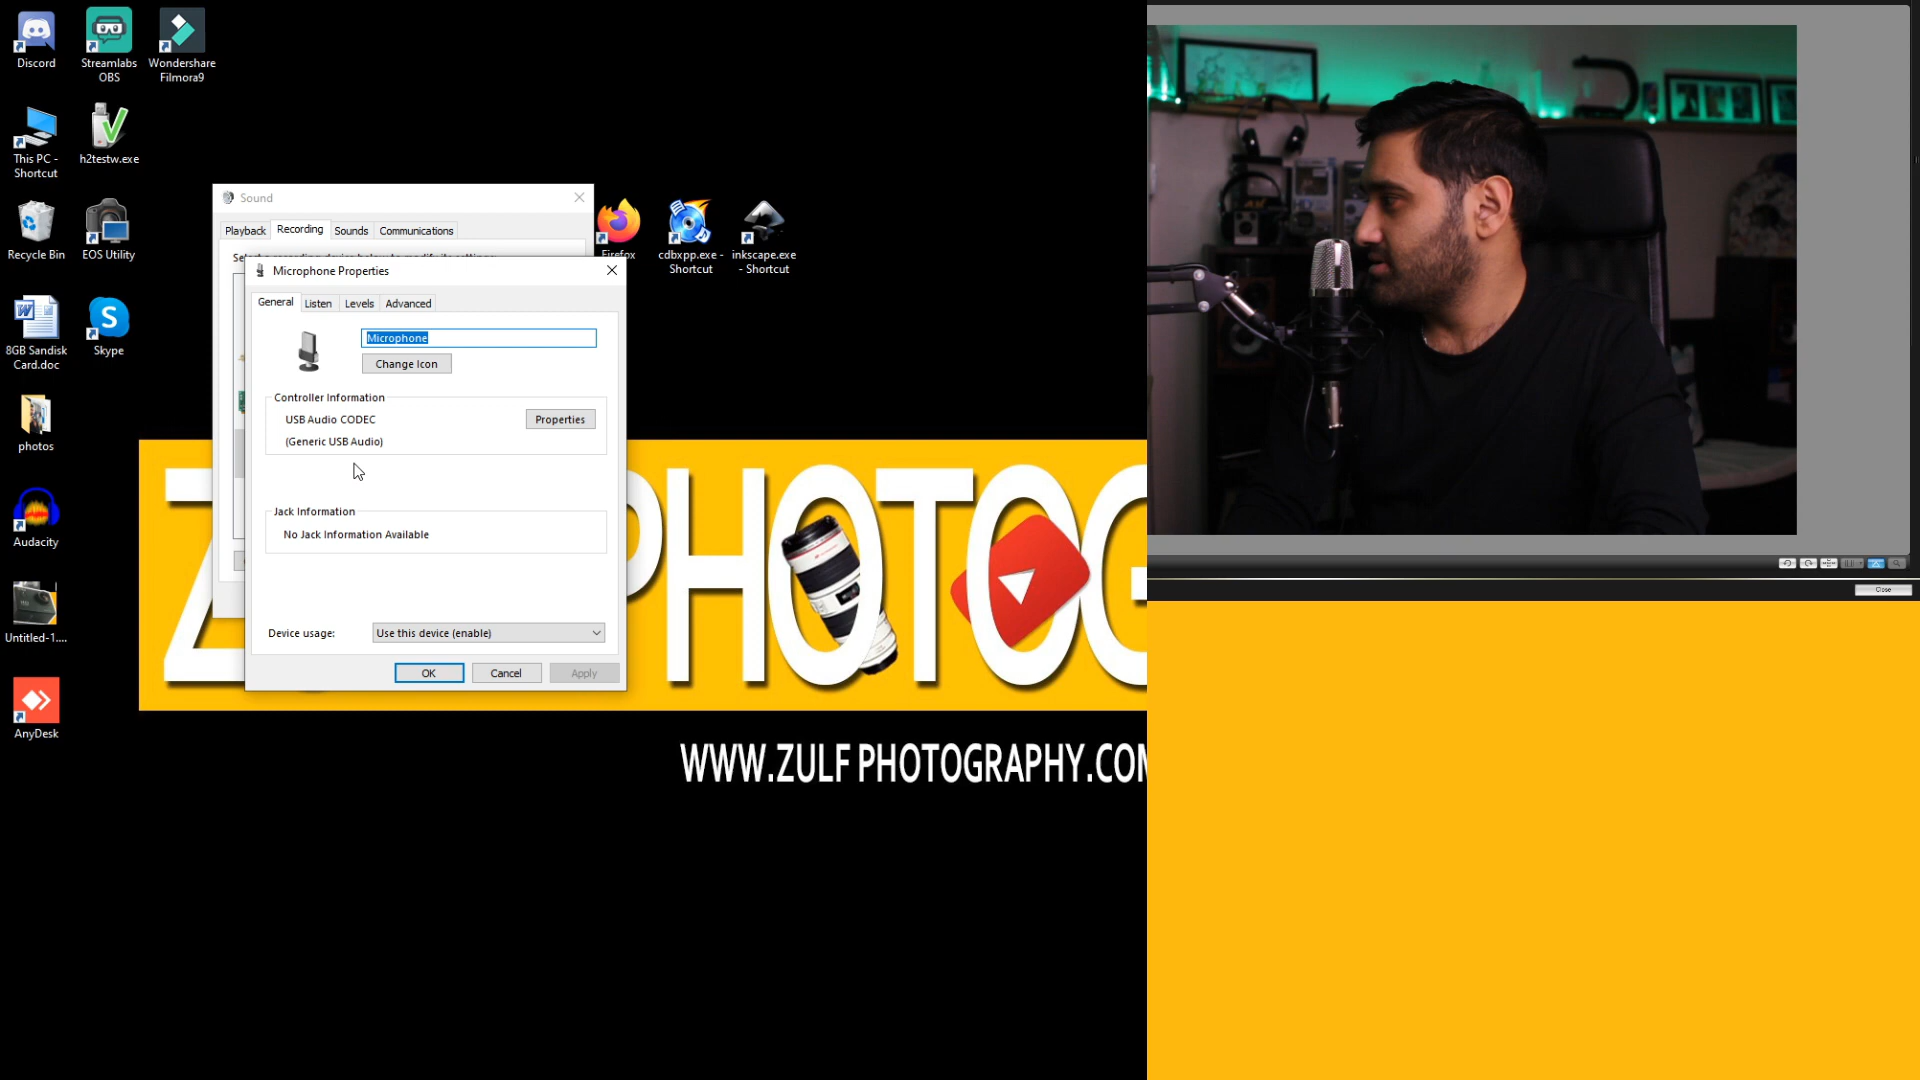 Discord
Streamlabs
OBS
Wondershare
Filmora9
This PC -
Shortcut
h2testw.exe
Recycle Bin
EOS Utility
8GB Sandisk
Card.doc
Skype
photos
Audacity
Untitled-1....
AnyDesk
Firefox
cdbxpp.exe -
Shortcut
inkscape.exe
- Shortcut
Sound
Playback
Recording
Sounds
Communications
Microphone Properties
General
Listen
Levels
Advanced
Microphone
Change Icon
Controller Information
USB Audio CODEC
Properties
(Generic USB Audio)
Jack Information
No Jack Information Available
Device usage:
Use this device (enable)
OK
Cancel
Apply
PHOTOG
WWW.ZULFPHOTOGRAPHY.COM
Close